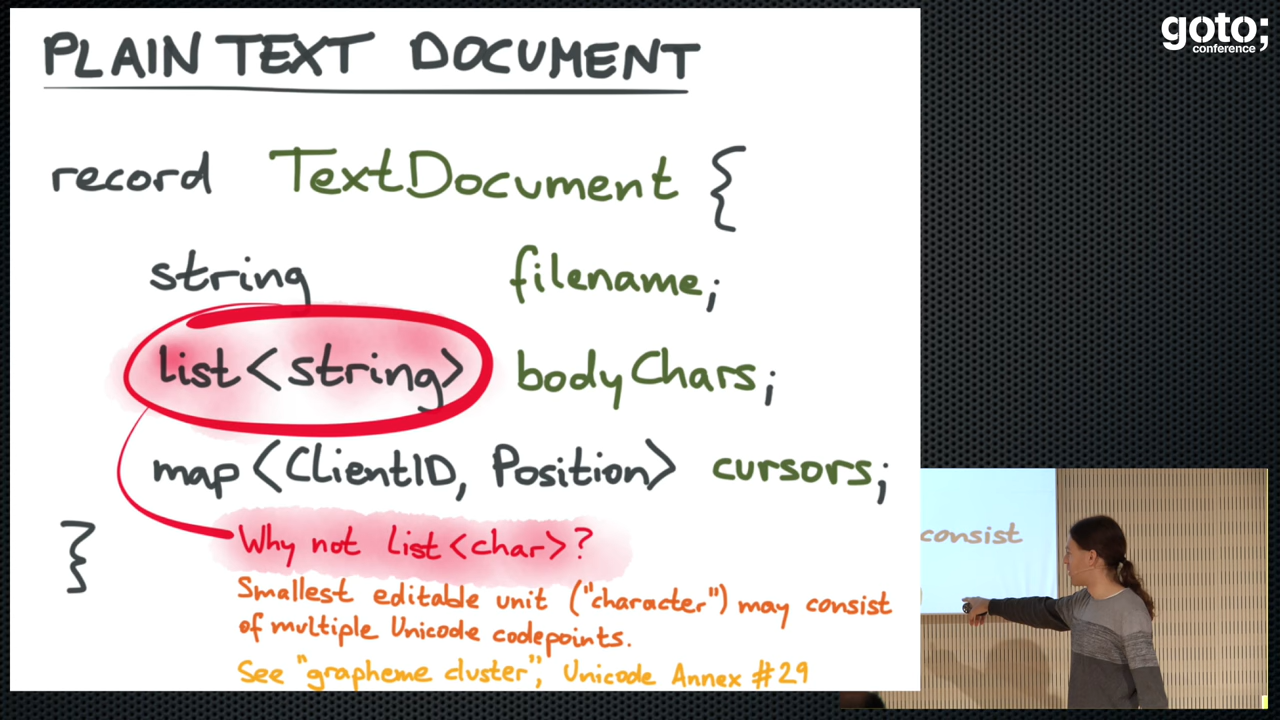 PLAIN TEXT DOCUMENT
goto;
conference
record TextDocument {
string filename;
list<string> bodyChars;
map<ClientID, Position> cursors;
}
Why not list<char>?
Smallest editable unit ("character") may consist
of multiple Unicode codepoints.
See "grapheme cluster", Unicode Annex #29
consist